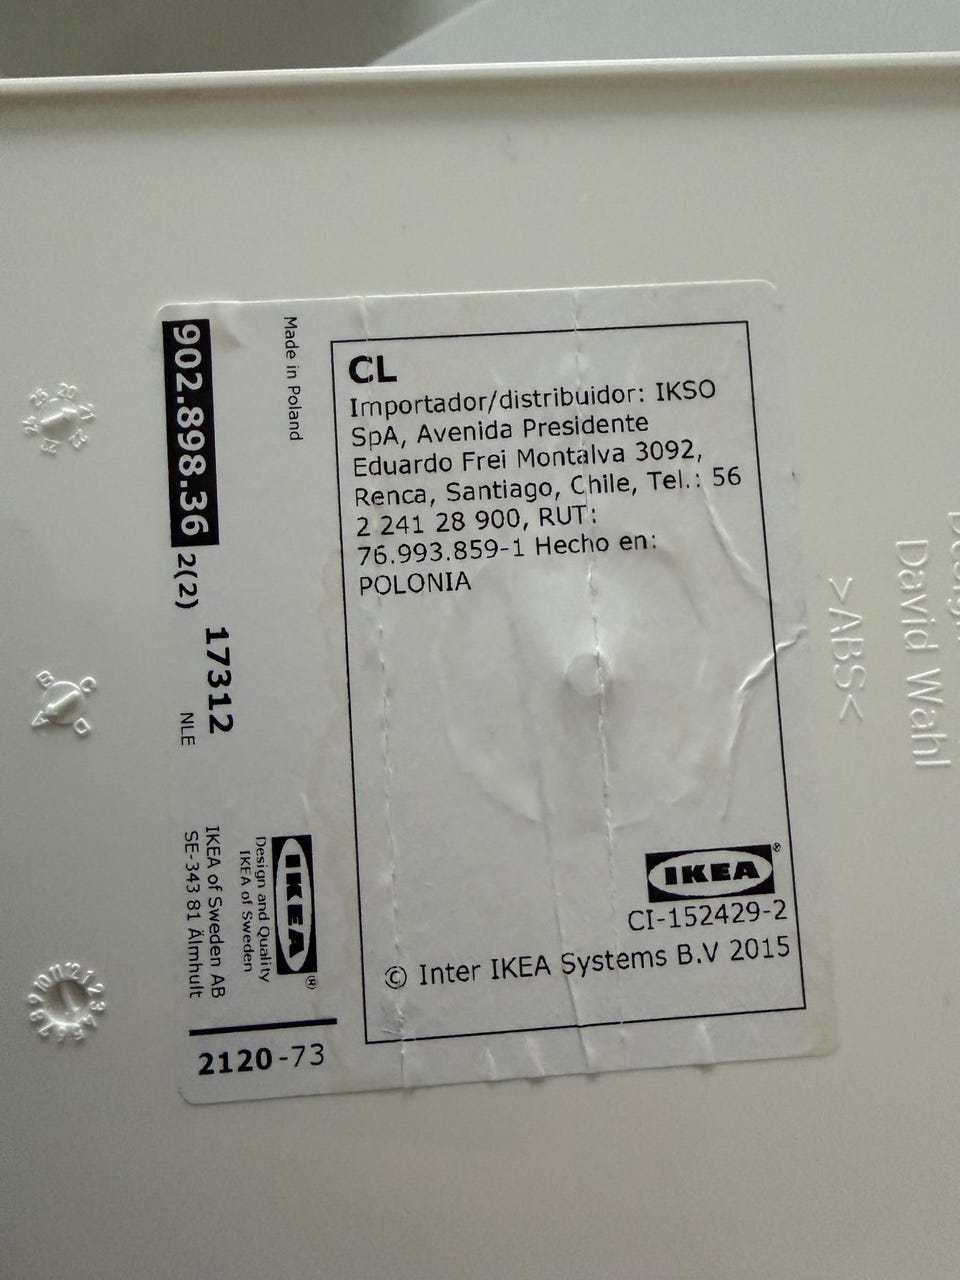 CL
Importador/distribuidor: IKSO
SpA, Avenida Presidente
Eduardo Frei Montalva 3092,
Renca, Santiago, Chile, Tel.: 56
2 241 28 900, RUT:
76.993.859-1 Hecho en:
POLONIA
IKEA®
CI-152429-2
© Inter IKEA Systems B.V 2015
Made in Poland
902.898.36 2(2)
17312
NLE
IKEA®
Design and Quality
IKEA of Sweden
IKEA of Sweden AB
SE-343 81 Älmhult
2120-73
David Wahl
>ABS<